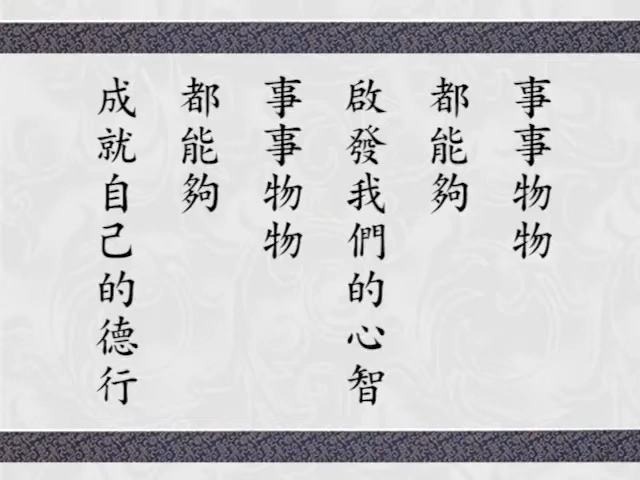 事事物物
都能夠
啟發我們的心智
事事物物
都能夠
成就自己的德行